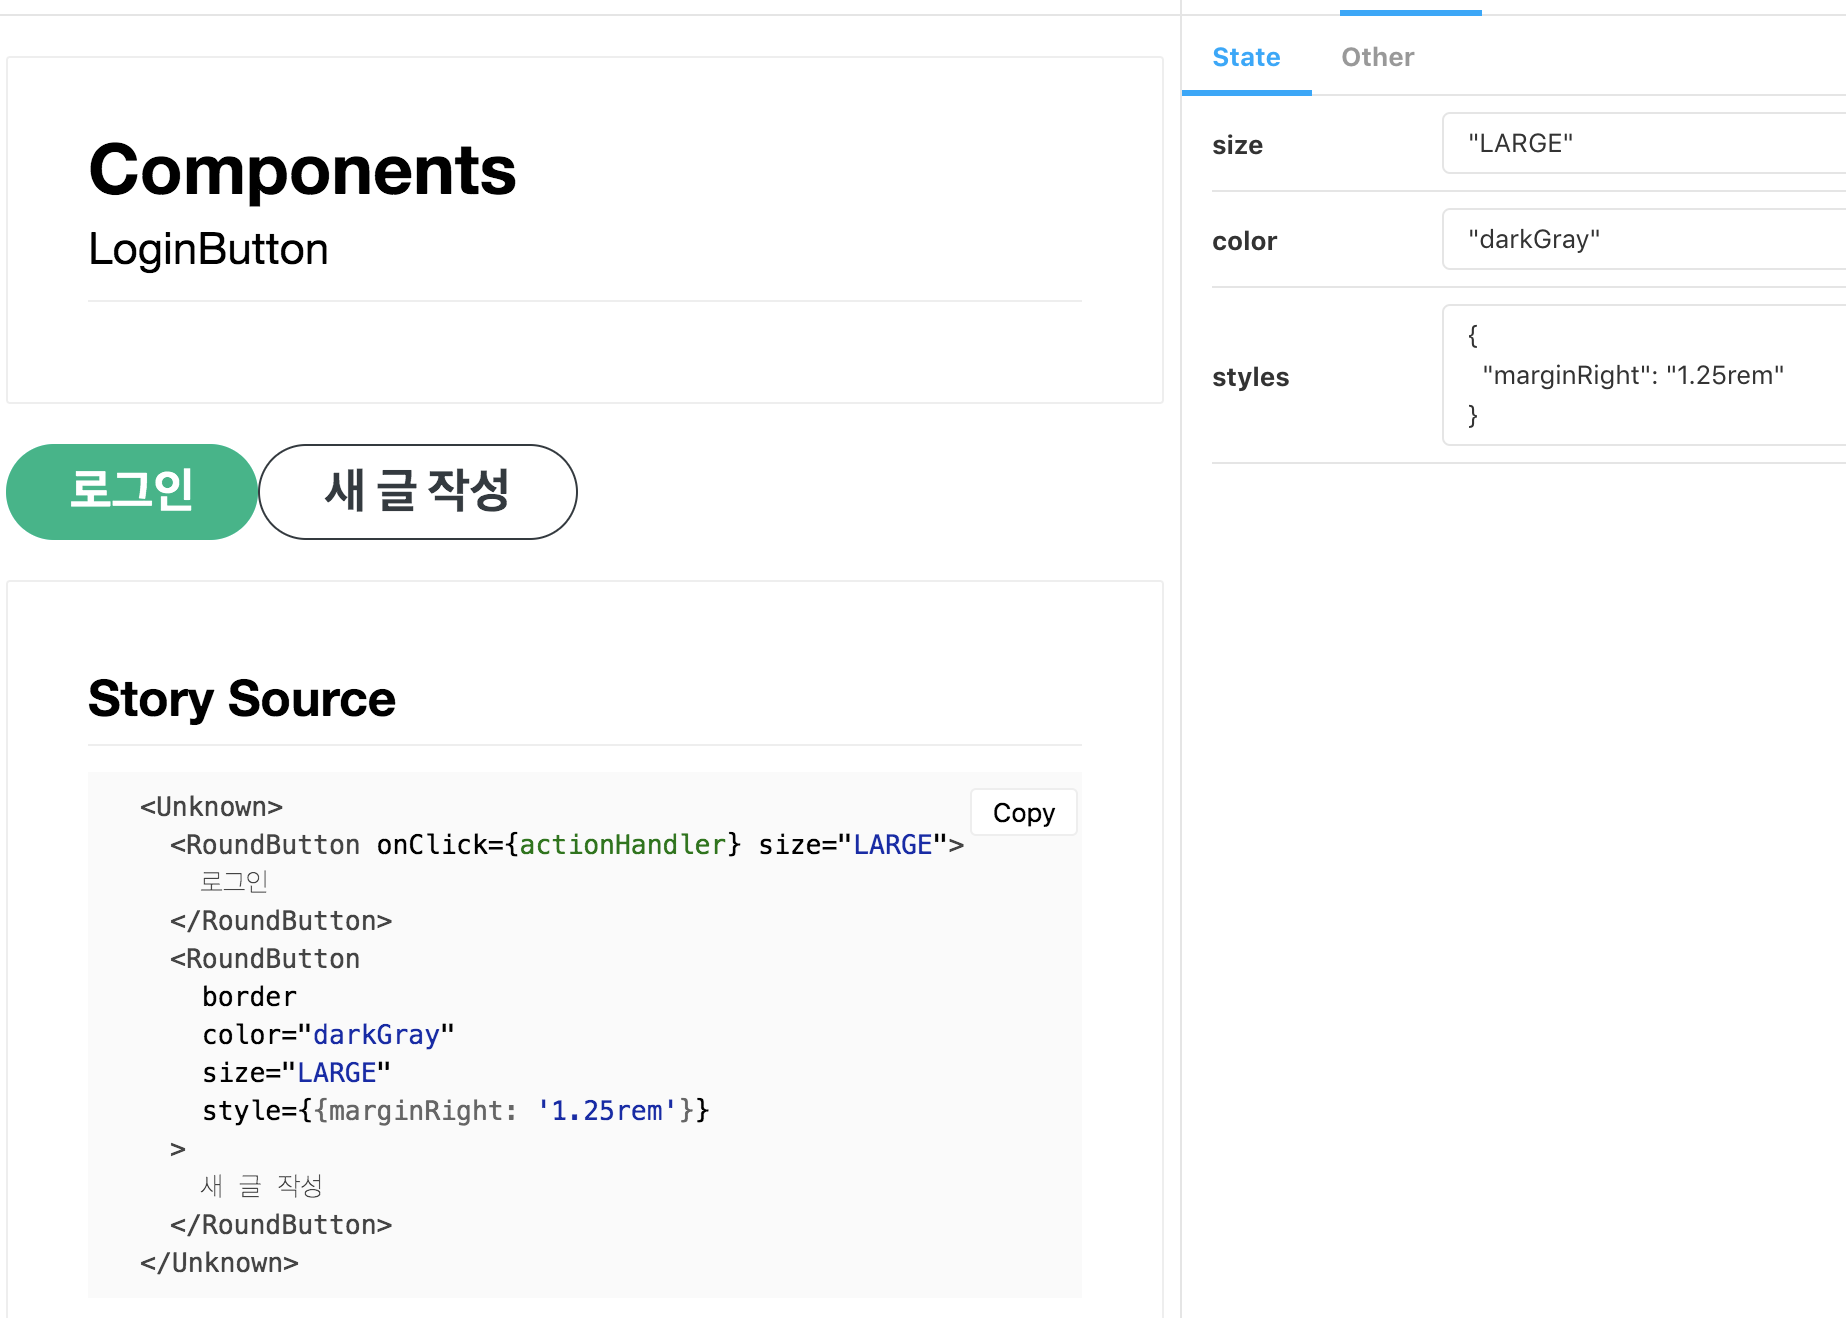 Components
LoginButton
로그인
새 글 작성
Story Source
Copy
<Unknown>
<RoundButton onClick={actionHandler} size="LARGE">
로그인
</RoundButton>
<RoundButton
border
color="darkGray"
size="LARGE"
style={{marginRight: '1.25rem'}}
>
새 글 작성
</RoundButton>
</Unknown>
State
Other
size
"LARGE"
color
"darkGray"
styles
{
"marginRight": "1.25rem"
}